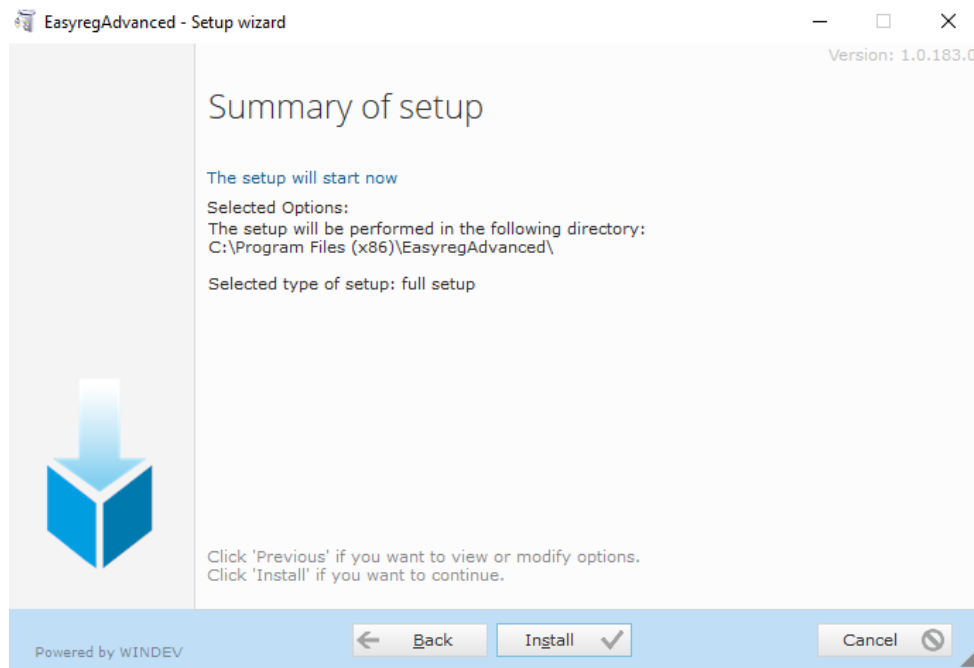 EasyregAdvanced - Setup wizard
Version: 1.0.183.0
Summary of setup
The setup will start now
Selected Options:
The setup will be performed in the following directory:
C:\Program Files (x86)\EasyregAdvanced\
Selected type of setup: full setup
Click 'Previous' if you want to view or modify options.
Click 'Install' if you want to continue.
Powered by WINDEV
Back
Install
Cancel